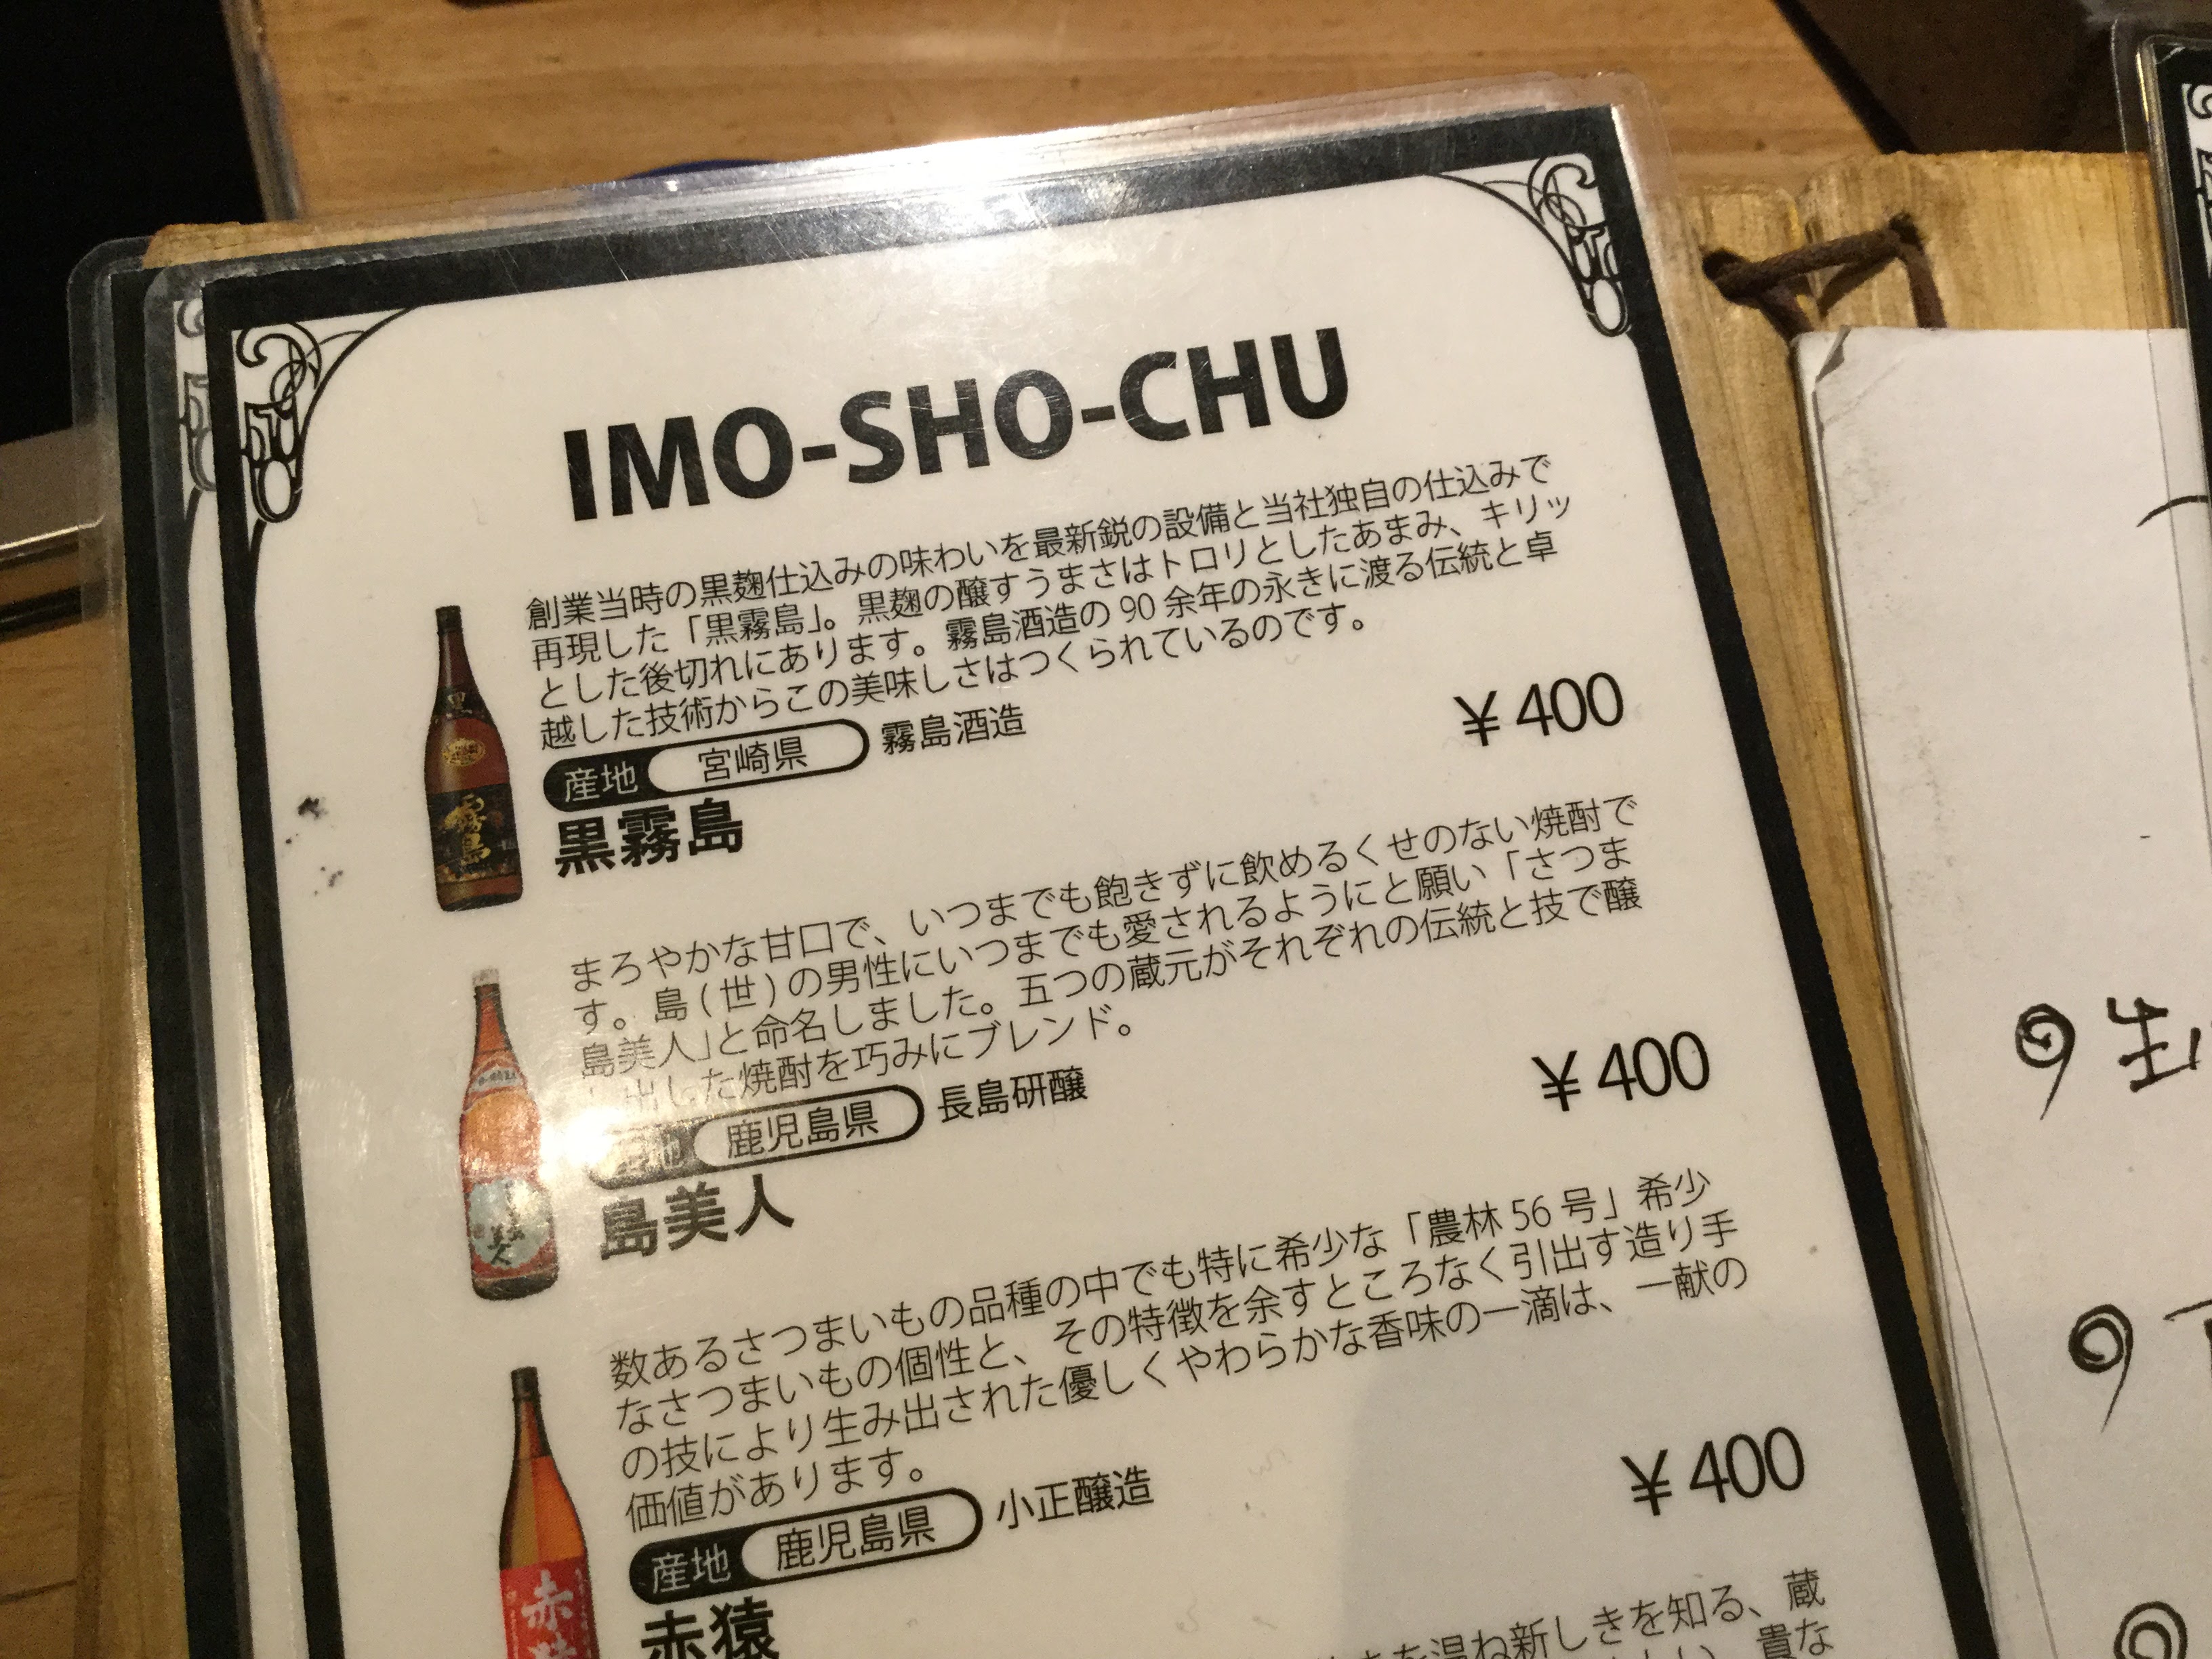 IMO-SHO-CHU
創業当時の黒麹仕込みの味わいを最新鋭の設備と当社独自の仕込みで
再現した「黒霧島」。黒麹の醸すうまさはトロリとしたあまみ、キリッ
とした後切れにあります。霧島酒造の 90 余年の永きに渡る伝統と卓
越した技術からこの美味しさはつくられているのです。
産地 宮崎県 霧島酒造
¥ 400
黒霧島
まろやかな甘口で、いつまでも飽きずに飲めるくせのない焼酎で
す。島 ( 世 ) の男性にいつまでも愛されるようにと願い「さつま
島美人」と命名しました。五つの蔵元がそれぞれの伝統と技で醸
し出した焼酎を巧みにブレンド。
産地 鹿児島県 長島研醸
¥ 400
島美人
数あるさつまいもの品種の中でも特に希少な「農林 56 号」希少
なさつまいもの個性と、その特徴を余すところなく引出す造り手
の技により生み出された優しくやわらかな香味の一滴は、一献の
価値があります。
産地 鹿児島県 小正醸造
¥ 400
赤猿
を温ね新しきを知る、蔵
貴な
黒
霧島
赤
生